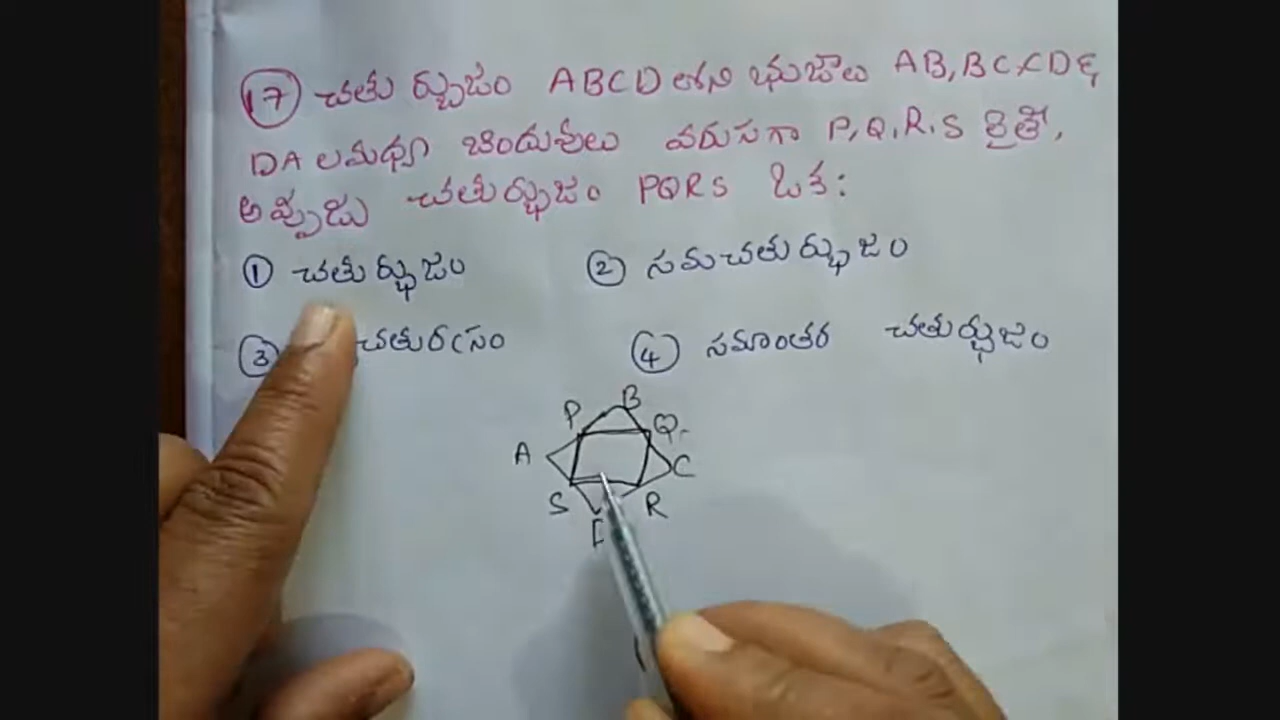 17 చతుర్భుజం ABCD లోని భుజాలు AB, BC, CD &
DA ల మధ్య బిందువులు వరుసగా P, Q, R, S లైతే,
అప్పుడు చతుర్భుజం PQRS ఒక:
① చతుర్భుజం ② సమచతుర్భుజం
③ చతురస్రం ④ సమాంతర చతుర్భుజం
B
P Q
A C
S R